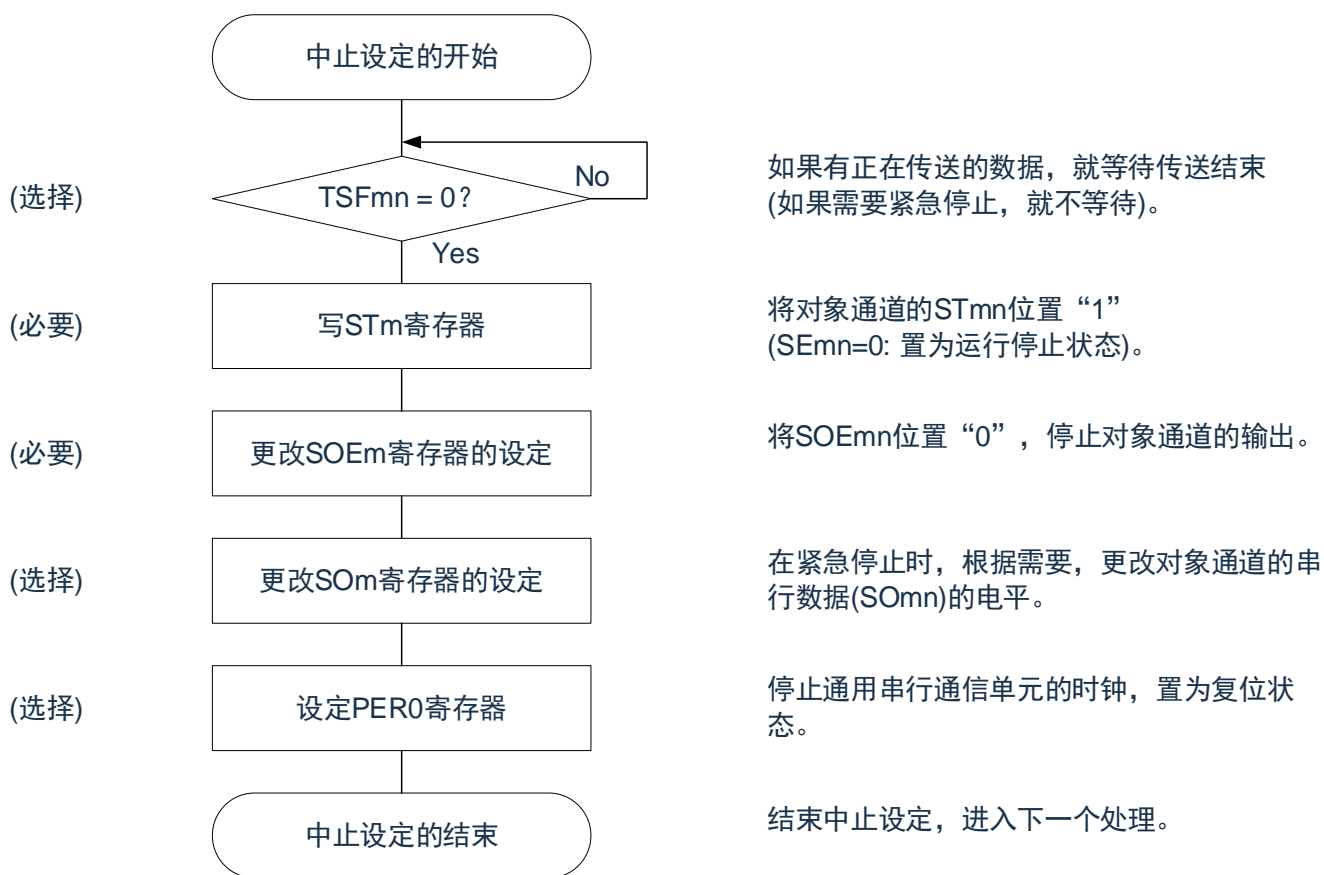 中止设定的开始
(选择)
TSFmn = 0?
No
Yes
如果有正在传送的数据，就等待传送结束
(如果需要紧急停止，就不等待)。
(必要)
写STm寄存器
将对象通道的STmn位置“1”
(SEmn=0: 置为运行停止状态)。
(必要)
更改SOEm寄存器的设定
将SOEmn位置“0”，停止对象通道的输出。
(选择)
更改SOm寄存器的设定
在紧急停止时，根据需要，更改对象通道的串
行数据(SOmn)的电平。
(选择)
设定PER0寄存器
停止通用串行通信单元的时钟，置为复位状
态。
中止设定的结束
结束中止设定，进入下一个处理。